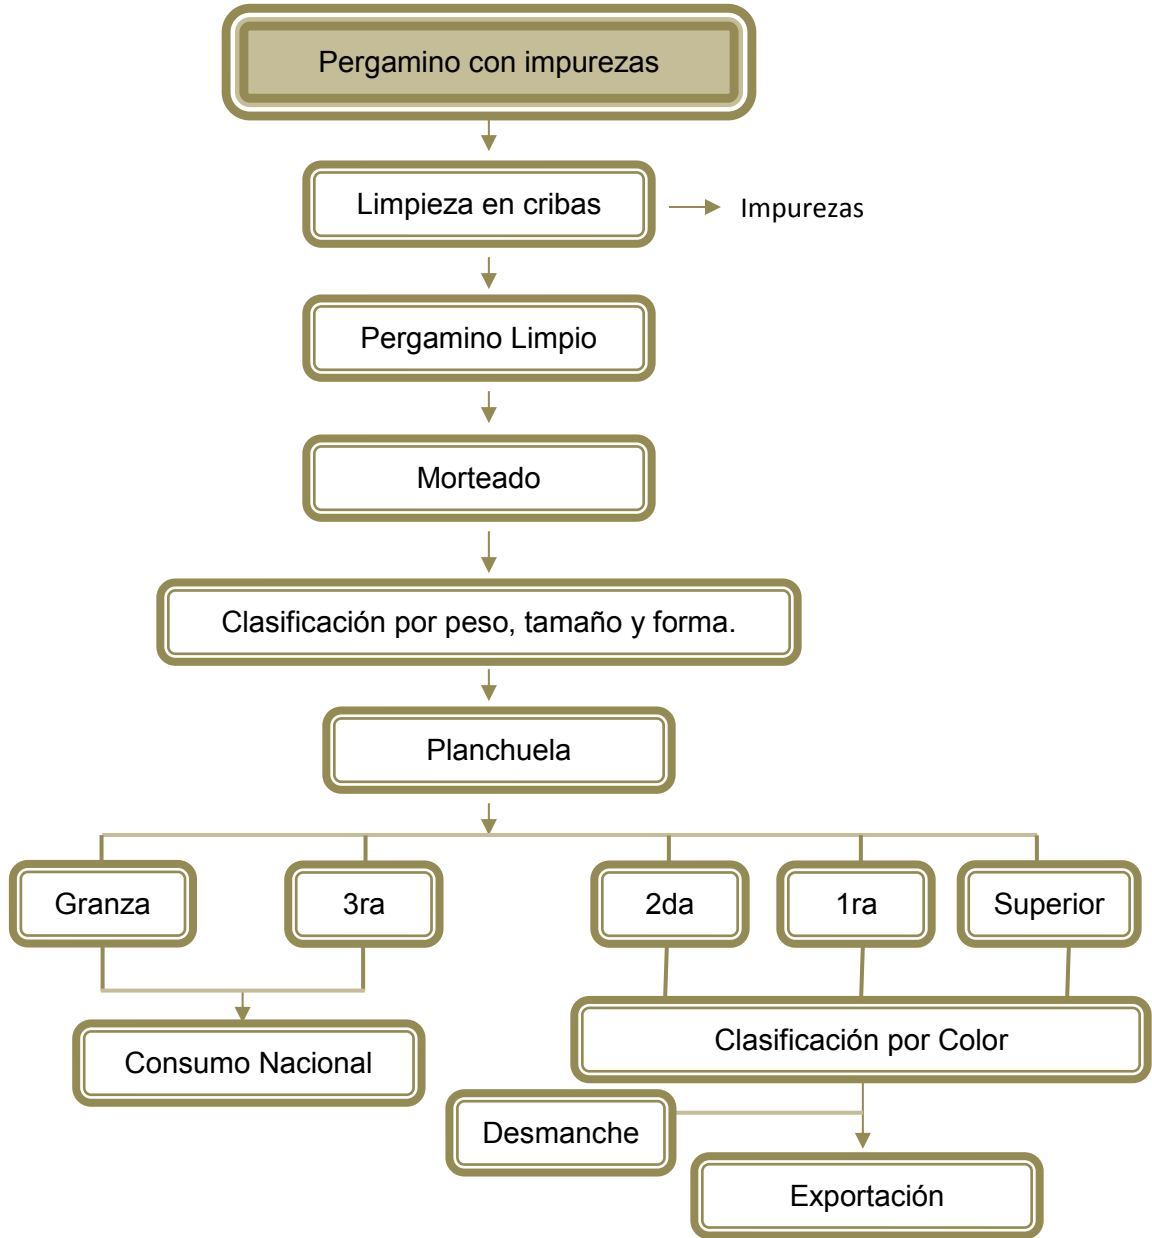 Pergamino con impurezas
Limpieza en cribas
Impurezas
Pergamino Limpio
Morteado
Clasificación por peso, tamaño y forma.
Planchuela
Granza
3ra
2da
1ra
Superior
Clasificación por Color
Consumo Nacional
Desmanche
Exportación